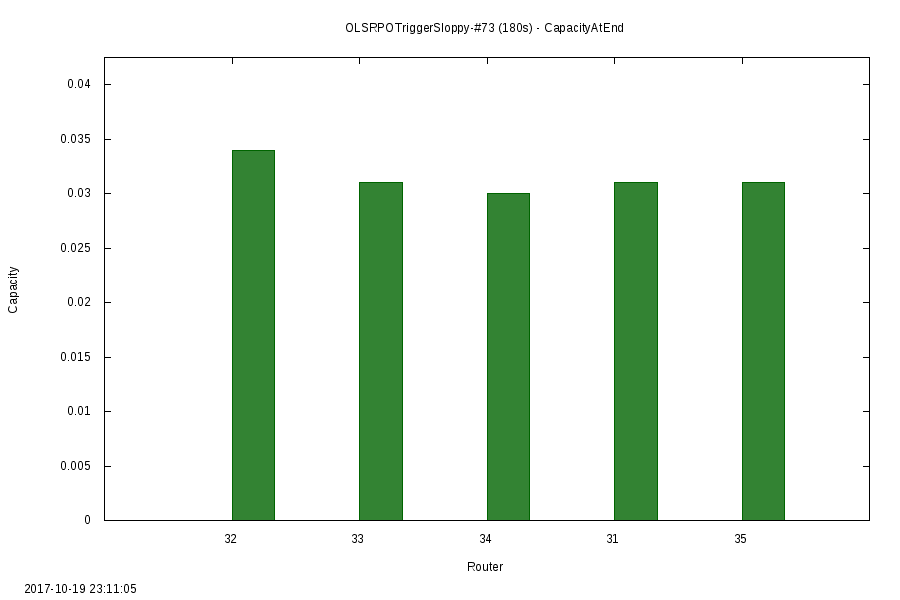 OLSRPOTriggerSloppy-#73 (180s) - CapacityAtEnd
0.04
0.035
0.03
0.025
0.02
0.015
0.01
0.005
0
Capacity
32 33 34 31 35
Router
2017-10-19 23:11:05